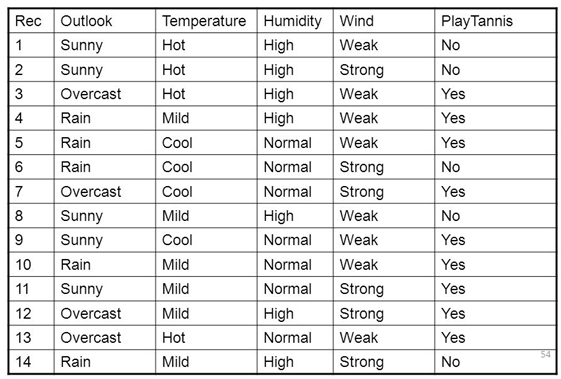 Rec Outlook Temperature Humidity Wind PlayTannis
1 Sunny Hot High Weak No
2 Sunny Hot High Strong No
3 Overcast Hot High Weak Yes
4 Rain Mild High Weak Yes
5 Rain Cool Normal Weak Yes
6 Rain Cool Normal Strong No
7 Overcast Cool Normal Strong Yes
8 Sunny Mild High Weak No
9 Sunny Cool Normal Weak Yes
10 Rain Mild Normal Weak Yes
11 Sunny Mild Normal Strong Yes
12 Overcast Mild High Strong Yes
13 Overcast Hot Normal Weak Yes
14 Rain Mild High Strong No
54